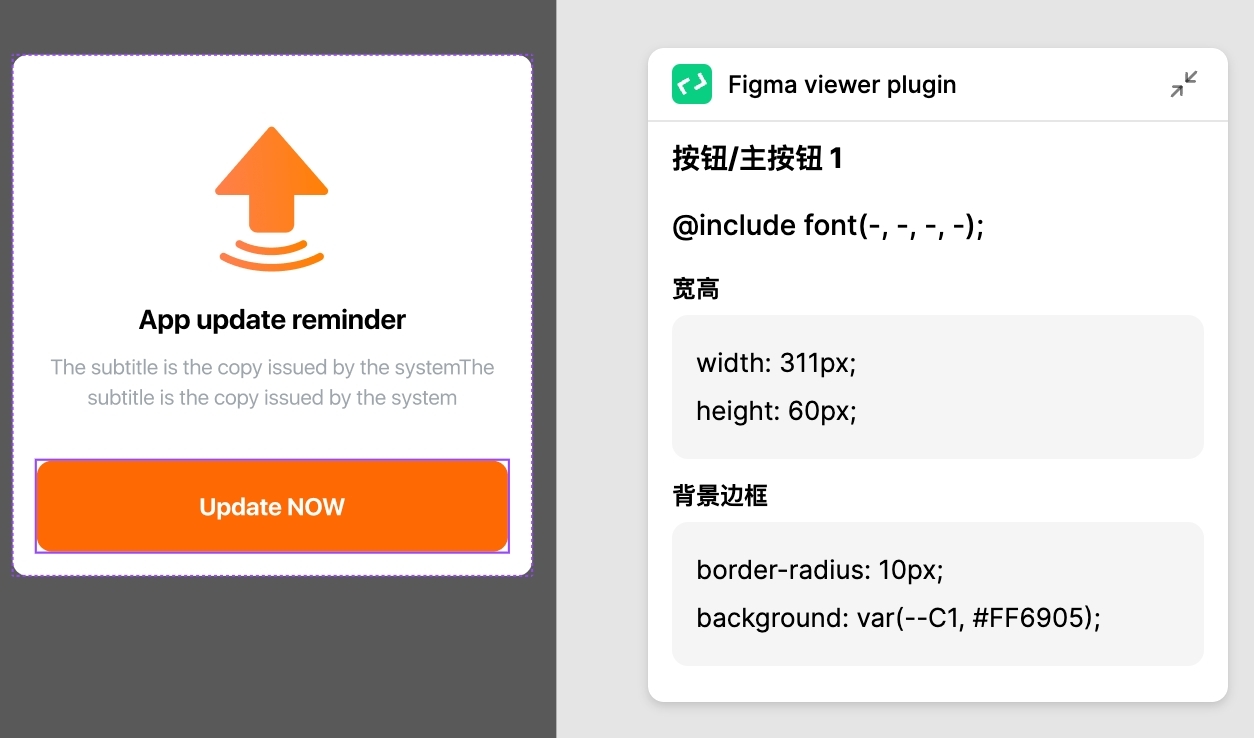 App update reminder
The subtitle is the copy issued by the systemThe
subtitle is the copy issued by the system
Update NOW
Figma viewer plugin
按钮/主按钮 1
@include font(-, -, -, -);
宽高
width: 311px;
height: 60px;
背景边框
border-radius: 10px;
background: var(--C1, #FF6905);